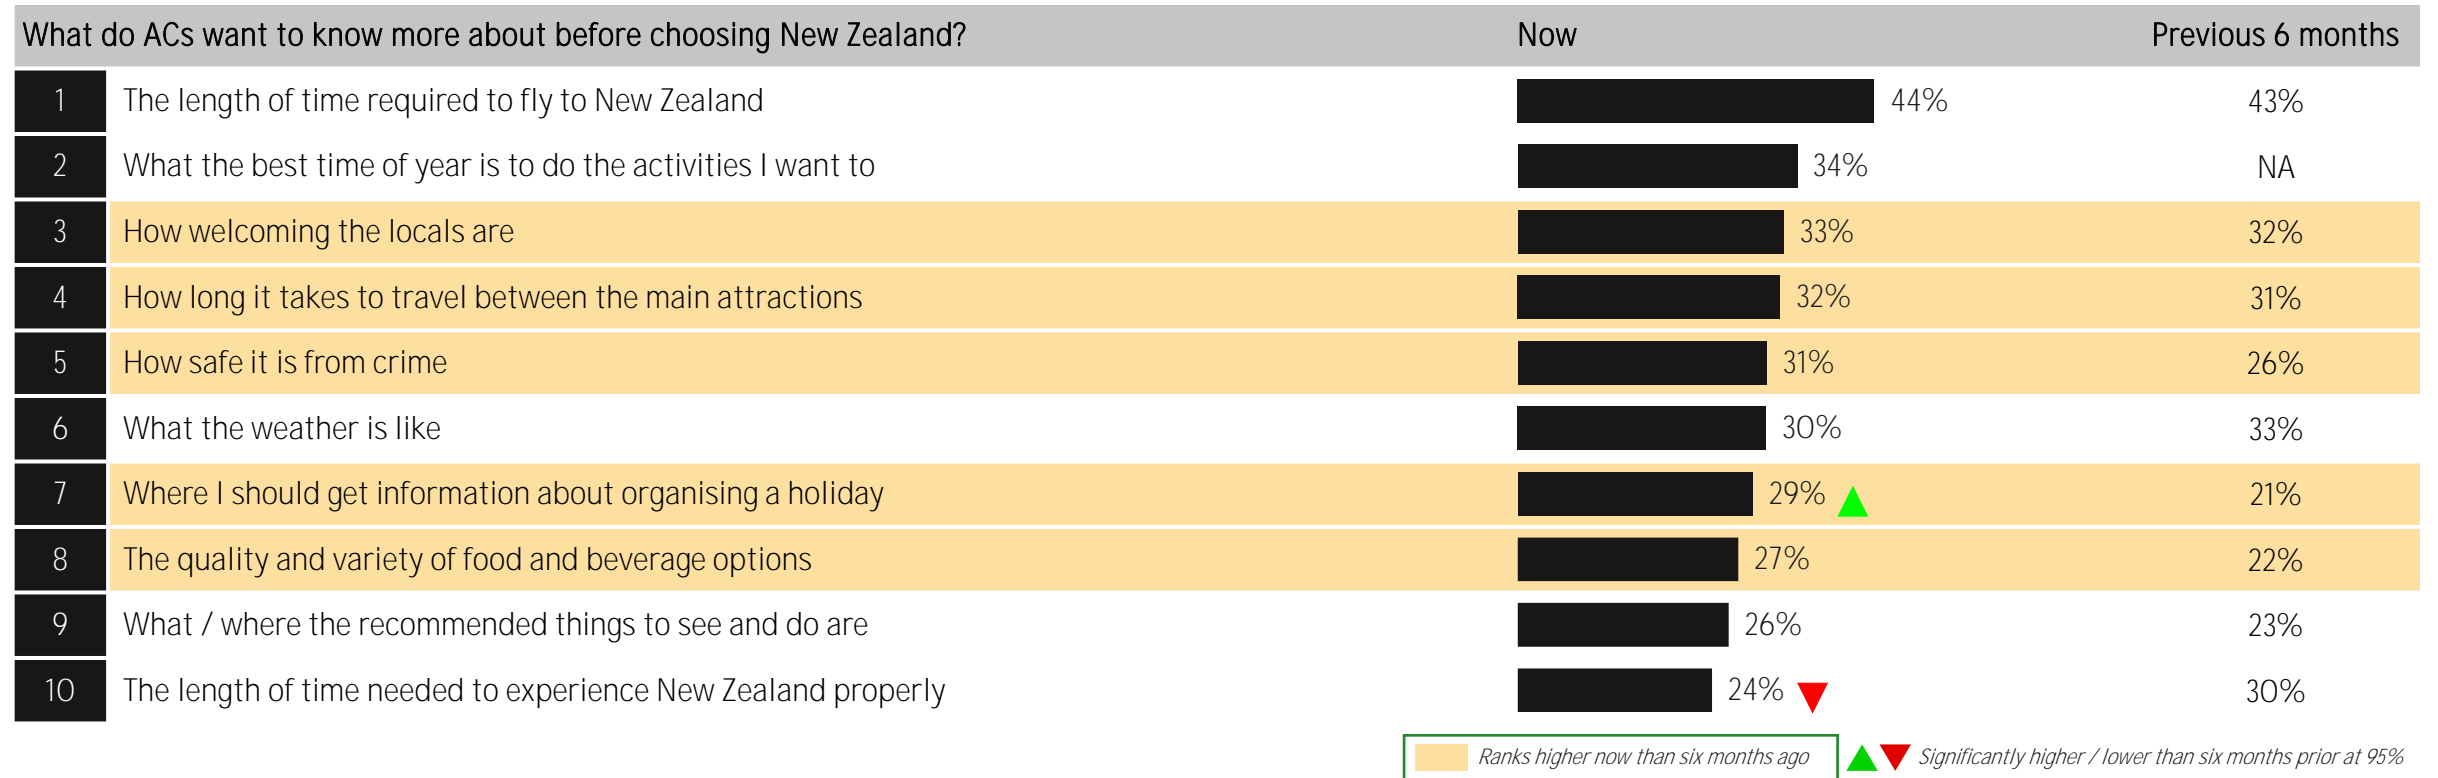 What do ACs want to know more about before choosing New Zealand? Now Previous 6 months
1 The length of time required to fly to New Zealand 44% 43%
2 What the best time of year is to do the activities I want to 34% NA
3 How welcoming the locals are 33% 32%
4 How long it takes to travel between the main attractions 32% 31%
5 How safe it is from crime 31% 26%
6 What the weather is like 30% 33%
7 Where I should get information about organising a holiday 29% 21%
8 The quality and variety of food and beverage options 27% 22%
9 What / where the recommended things to see and do are 26% 23%
10 The length of time needed to experience New Zealand properly 24% 30%
Ranks higher now than six months ago Significantly higher / lower than six months prior at 95%